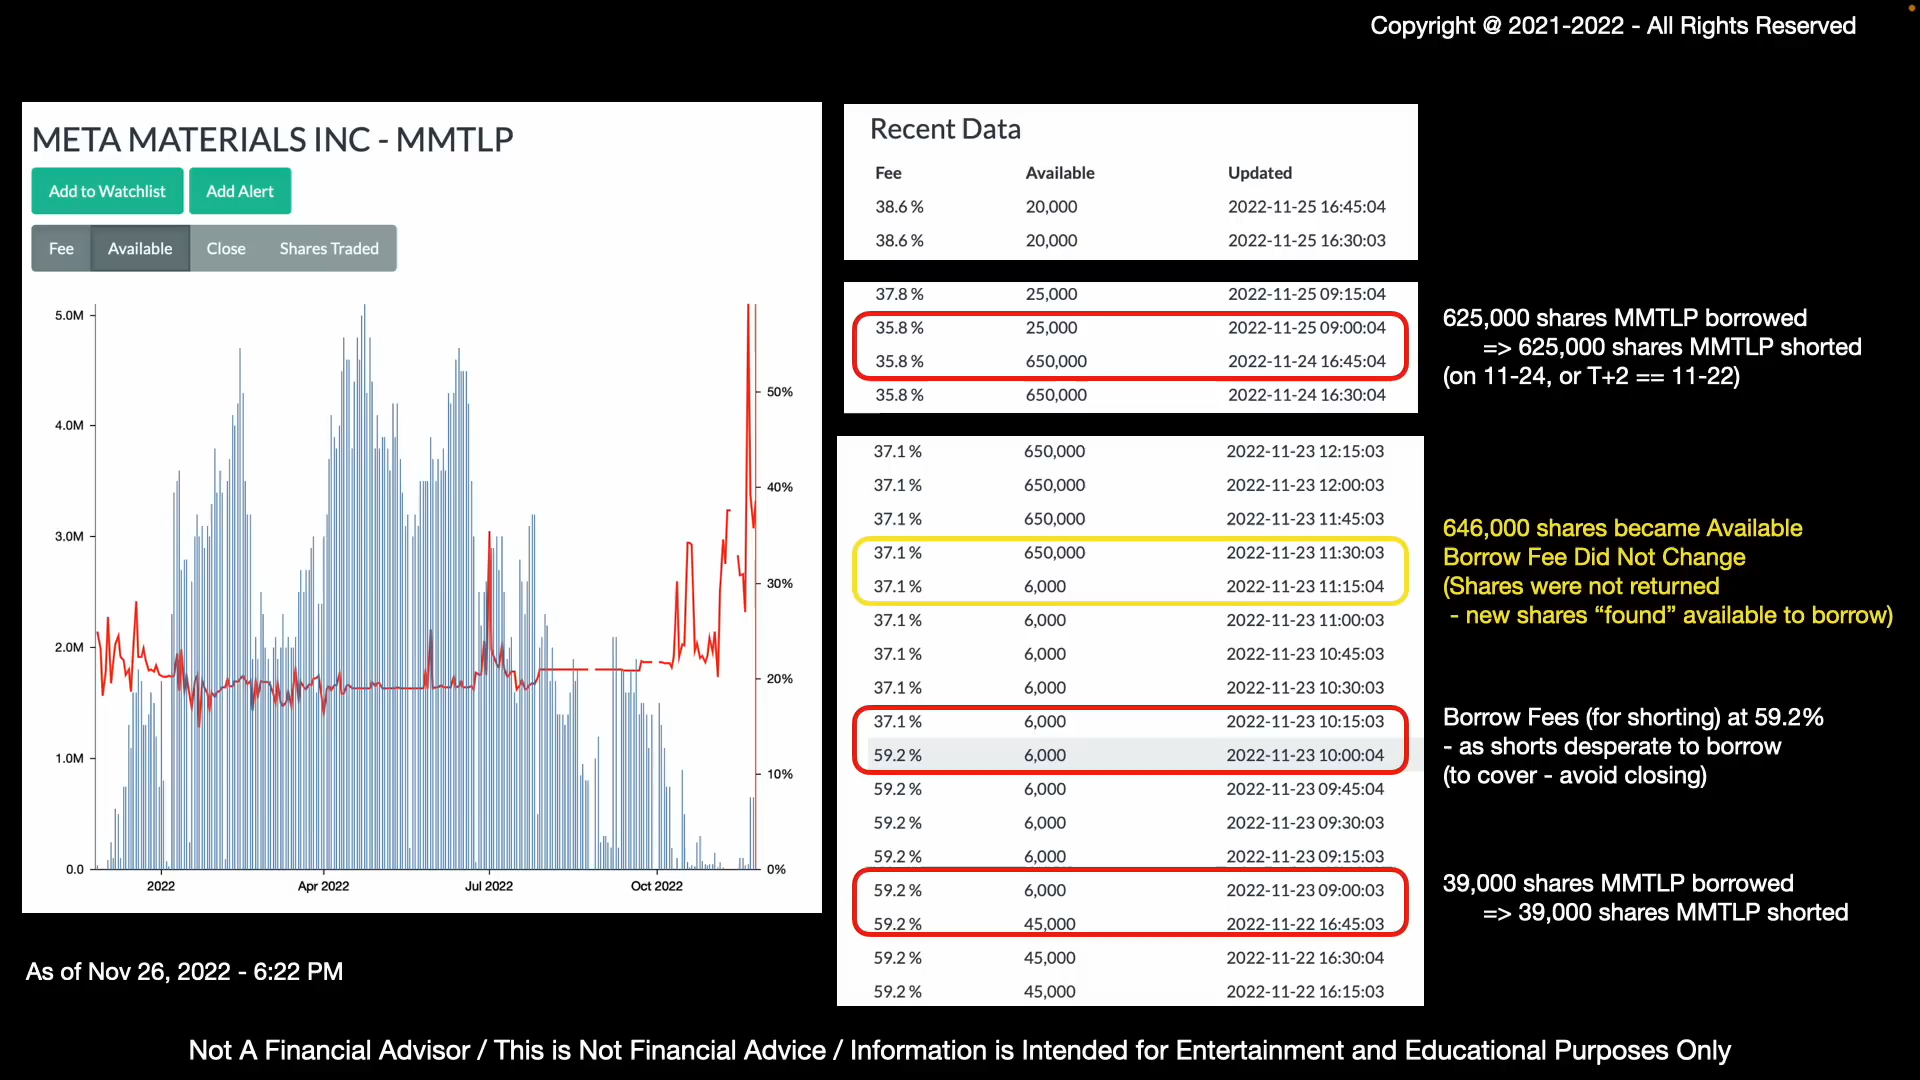 Copyright @ 2021-2022 - All Rights Reserved
META MATERIALS INC - MMTLP
Add to Watchlist Add Alert
Fee Available Close Shares Traded
5.0M
4.0M
3.0M
2.0M
1.0M
0.0
50%
40%
30%
20%
10%
0%
2022 Apr 2022 Jul 2022 Oct 2022
As of Nov 26, 2022 - 6:22 PM
Recent Data
Fee Available Updated
38.6 % 20,000 2022-11-25 16:45:04
38.6 % 20,000 2022-11-25 16:30:03
37.8 % 25,000 2022-11-25 09:15:04
35.8 % 25,000 2022-11-25 09:00:04
35.8 % 650,000 2022-11-24 16:45:04
35.8 % 650,000 2022-11-24 16:30:04
37.1 % 650,000 2022-11-23 12:15:03
37.1 % 650,000 2022-11-23 12:00:03
37.1 % 650,000 2022-11-23 11:45:03
37.1 % 650,000 2022-11-23 11:30:03
37.1 % 6,000 2022-11-23 11:15:04
37.1 % 6,000 2022-11-23 11:00:03
37.1 % 6,000 2022-11-23 10:45:03
37.1 % 6,000 2022-11-23 10:30:03
37.1 % 6,000 2022-11-23 10:15:03
59.2 % 6,000 2022-11-23 10:00:04
59.2 % 6,000 2022-11-23 09:45:04
59.2 % 6,000 2022-11-23 09:30:03
59.2 % 6,000 2022-11-23 09:15:03
59.2 % 6,000 2022-11-23 09:00:03
59.2 % 45,000 2022-11-22 16:45:03
59.2 % 45,000 2022-11-22 16:30:04
59.2 % 45,000 2022-11-22 16:15:03
625,000 shares MMTLP borrowed
=> 625,000 shares MMTLP shorted
(on 11-24, or T+2 == 11-22)
646,000 shares became Available
Borrow Fee Did Not Change
(Shares were not returned
- new shares “found” available to borrow)
Borrow Fees (for shorting) at 59.2%
- as shorts desperate to borrow
(to cover - avoid closing)
39,000 shares MMTLP borrowed
=> 39,000 shares MMTLP shorted
Not A Financial Advisor / This is Not Financial Advice / Information is Intended for Entertainment and Educational Purposes Only